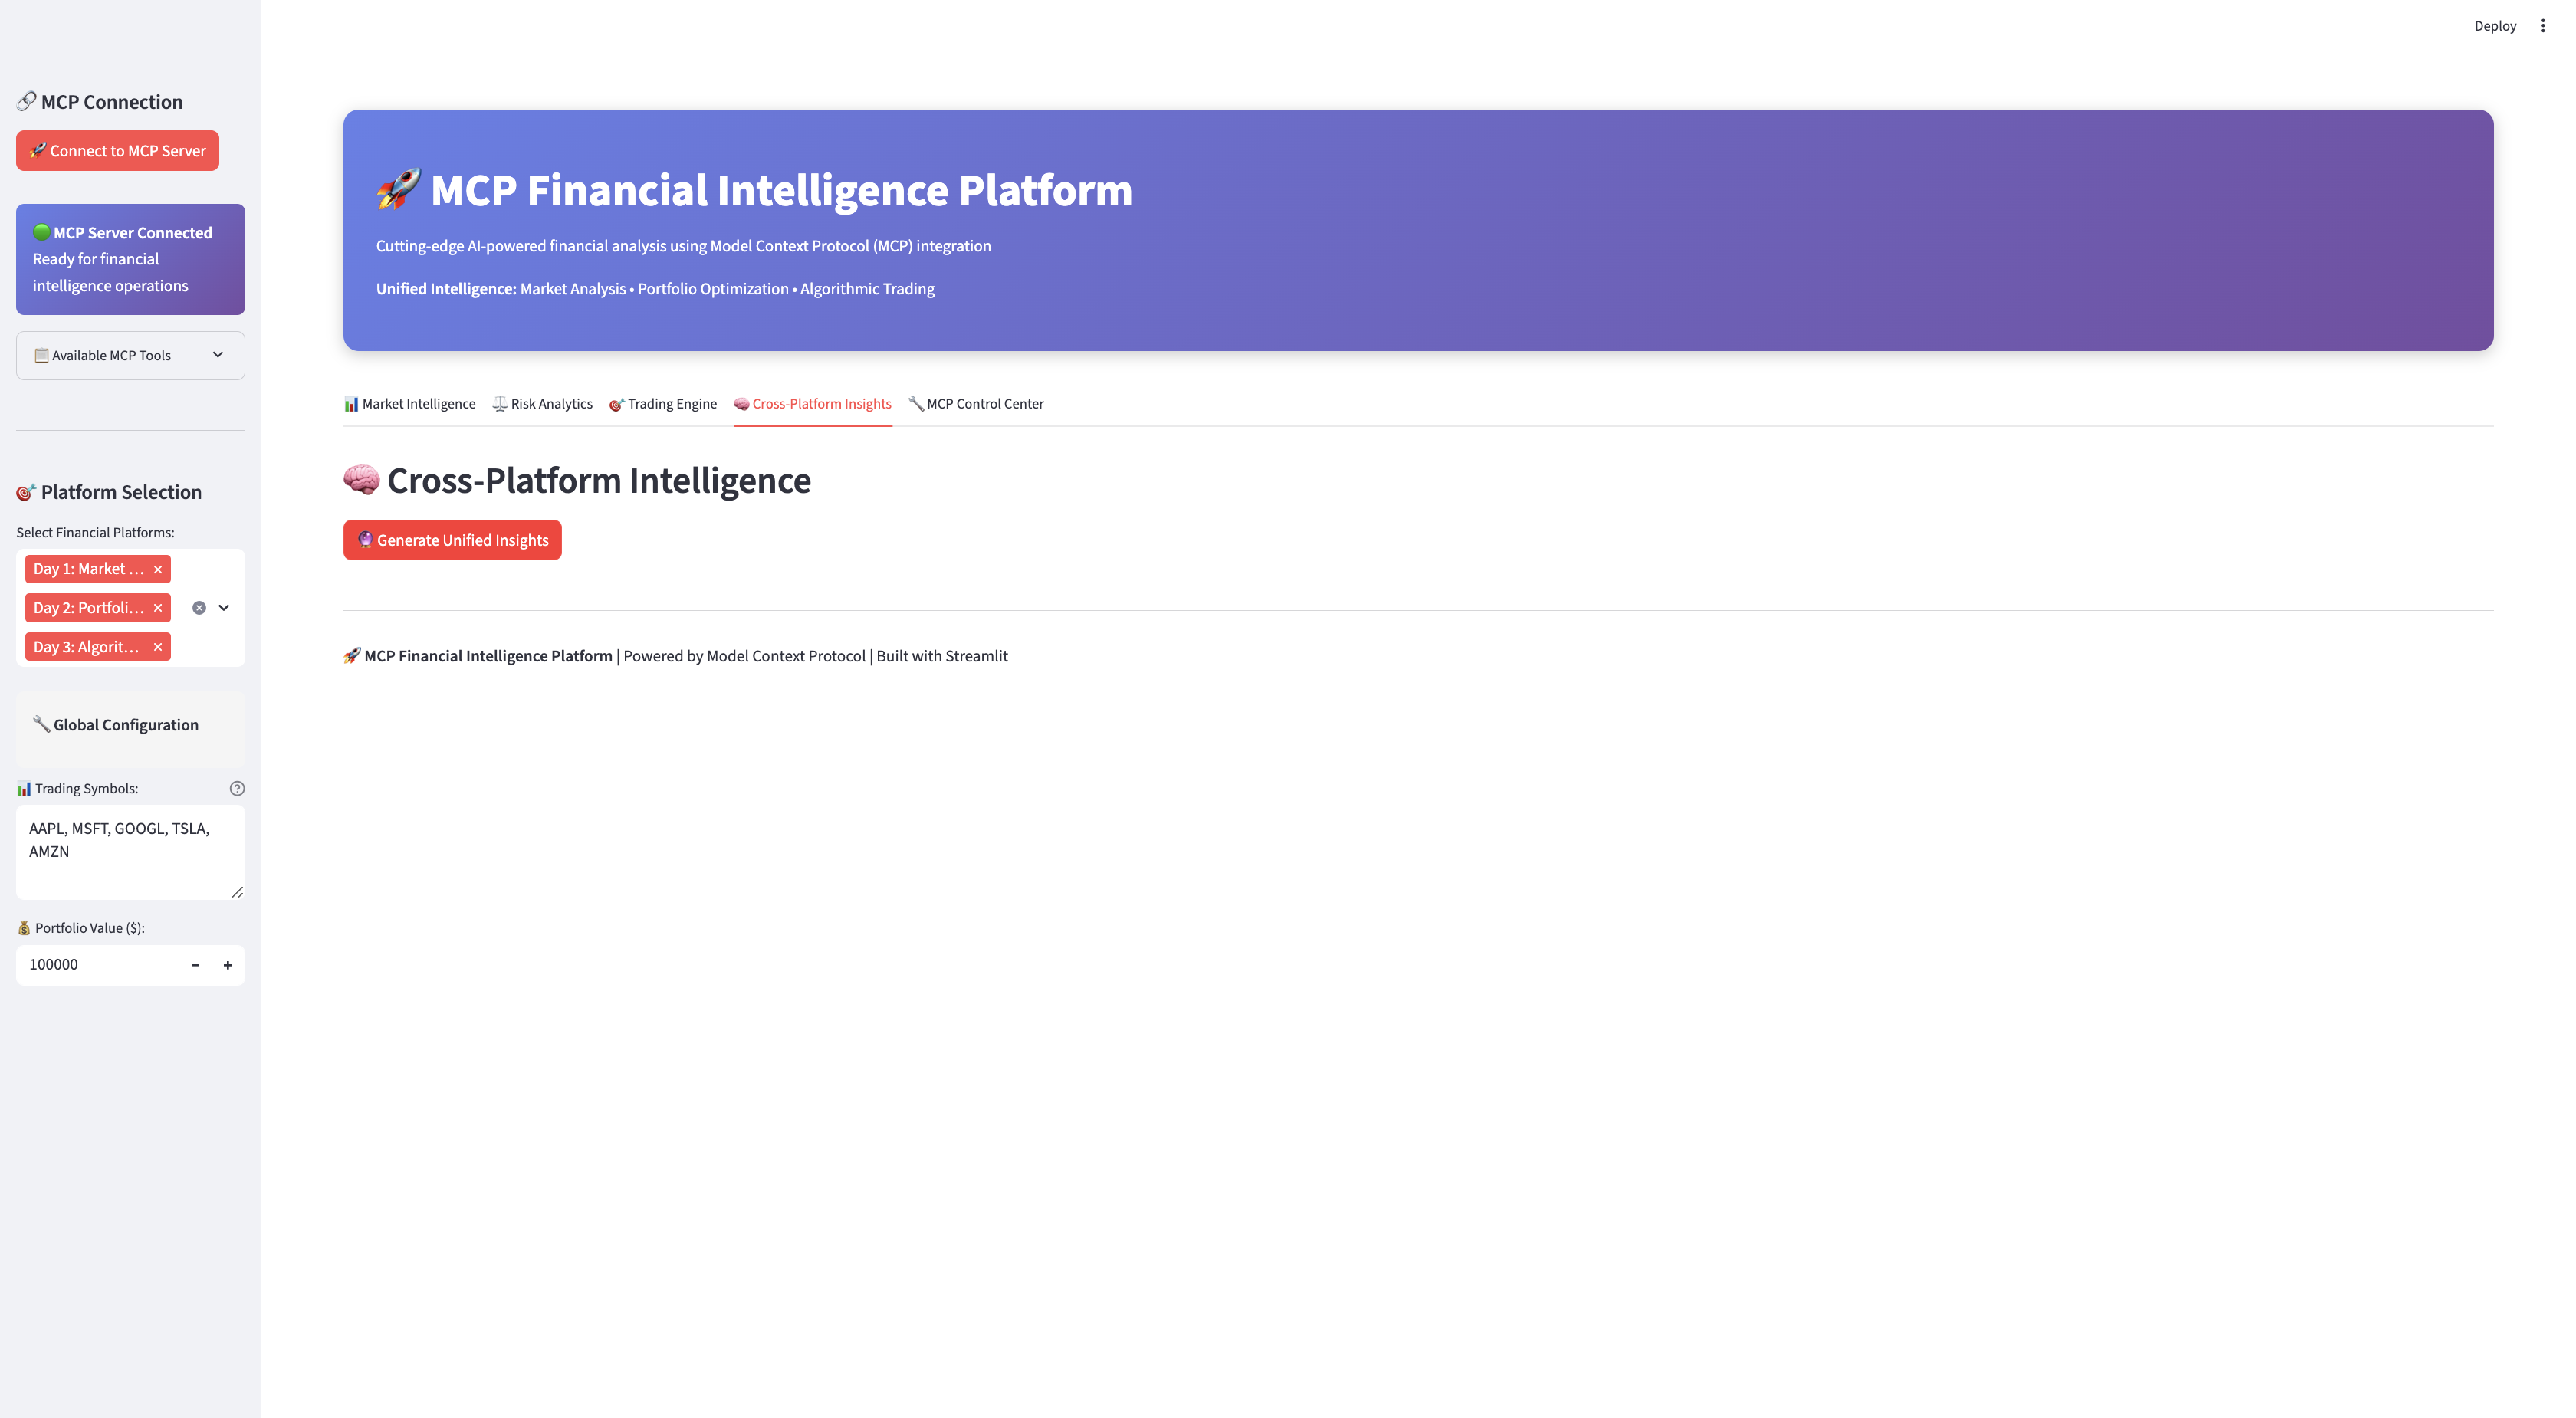 Deploy
🔗 MCP Connection
🚀 Connect to MCP Server
🟢 MCP Server Connected
Ready for financial
intelligence operations
📋 Available MCP Tools
🎯 Platform Selection
Select Financial Platforms:
Day 1: Market …
Day 2: Portfoli…
Day 3: Algorit…
🔧 Global Configuration
📊 Trading Symbols:
AAPL, MSFT, GOOGL, TSLA,
AMZN
💰 Portfolio Value ($):
100000
🚀 MCP Financial Intelligence Platform
Cutting-edge AI-powered financial analysis using Model Context Protocol (MCP) integration
Unified Intelligence: Market Analysis • Portfolio Optimization • Algorithmic Trading
📊 Market Intelligence ⚖️ Risk Analytics 🎯 Trading Engine 🧠 Cross-Platform Insights 🔧 MCP Control Center
🧠 Cross-Platform Intelligence
🔮 Generate Unified Insights
🚀 MCP Financial Intelligence Platform | Powered by Model Context Protocol | Built with Streamlit